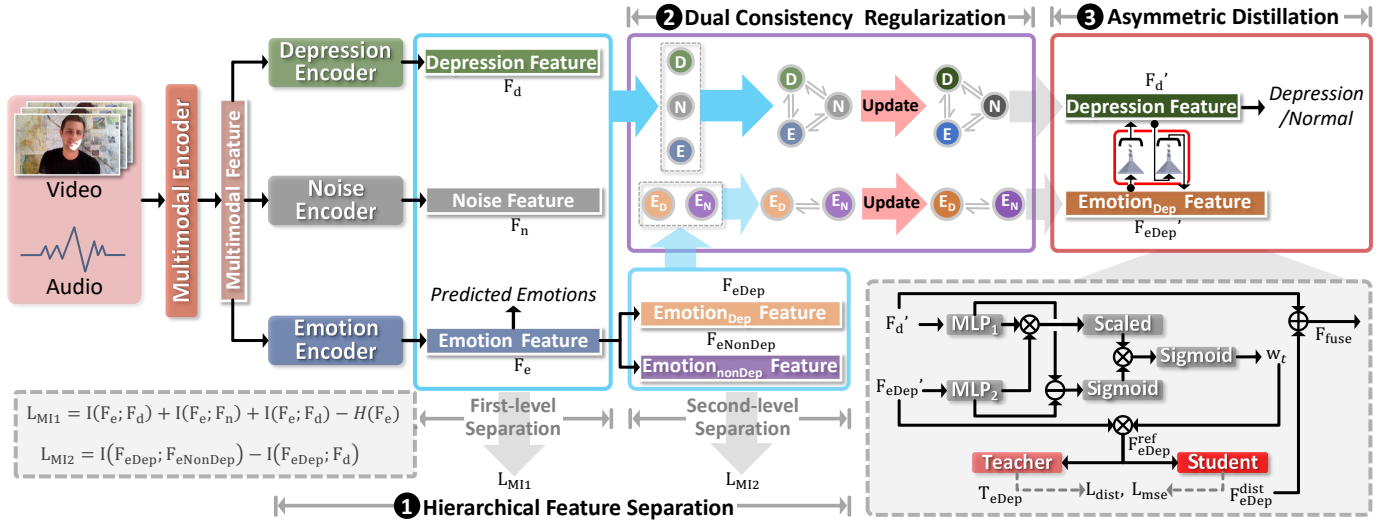 ❷ Dual Consistency Regularization
❸ Asymmetric Distillation
Depression
Encoder
Depression Feature
F_d
Video
Audio
Multimodal Encoder
Multimodal Feature
Noise
Encoder
Noise Feature
F_n
Emotion
Encoder
Predicted Emotions
Emotion Feature
F_e
F_eDep
Emotion_Dep Feature
F_eNonDep
Emotion_nonDep Feature
D
N
E
D
N
E
Update
D
N
E
E_D
E_N
E_D
E_N
Update
E_D
E_N
F_d'
Depression Feature
Depression
/Normal
Emotion_Dep Feature
F_eDep'
F_d'
MLP_1
Scaled
F_fuse
Sigmoid
w_t
F_eDep'
MLP_2
Sigmoid
F_eDep^ref
Teacher
Student
T_eDep
L_dist, L_mse
F_eDep^dist
L_MI1 = I(F_e; F_d) + I(F_e; F_n) + I(F_e; F_d) − H(F_e)
L_MI2 = I(F_eDep; F_eNonDep) − I(F_eDep; F_d)
First-level
Separation
Second-level
Separation
L_MI1
L_MI2
❶ Hierarchical Feature Separation